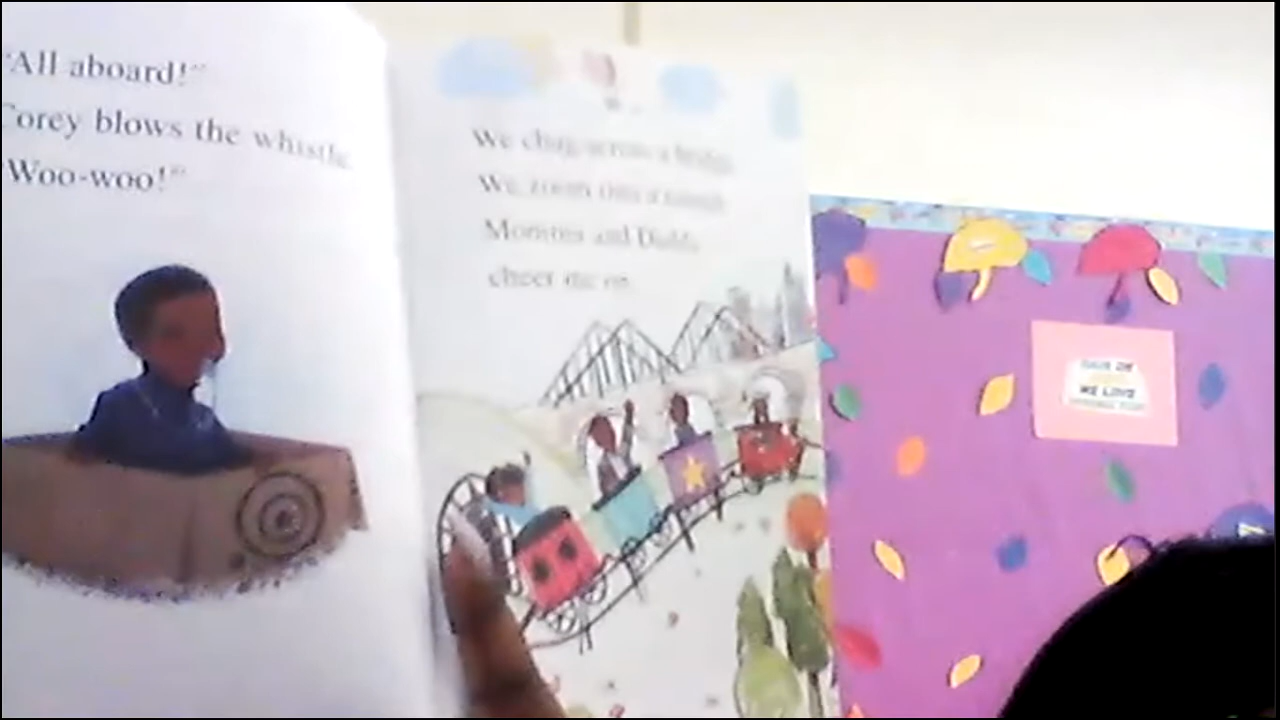 "All aboard!"
Corey blows the whistle.
"Woo-woo!"
We chug across a bridge.
We zoom into a tunnel.
Mommy and Daddy
cheer me on.
WE LOVE